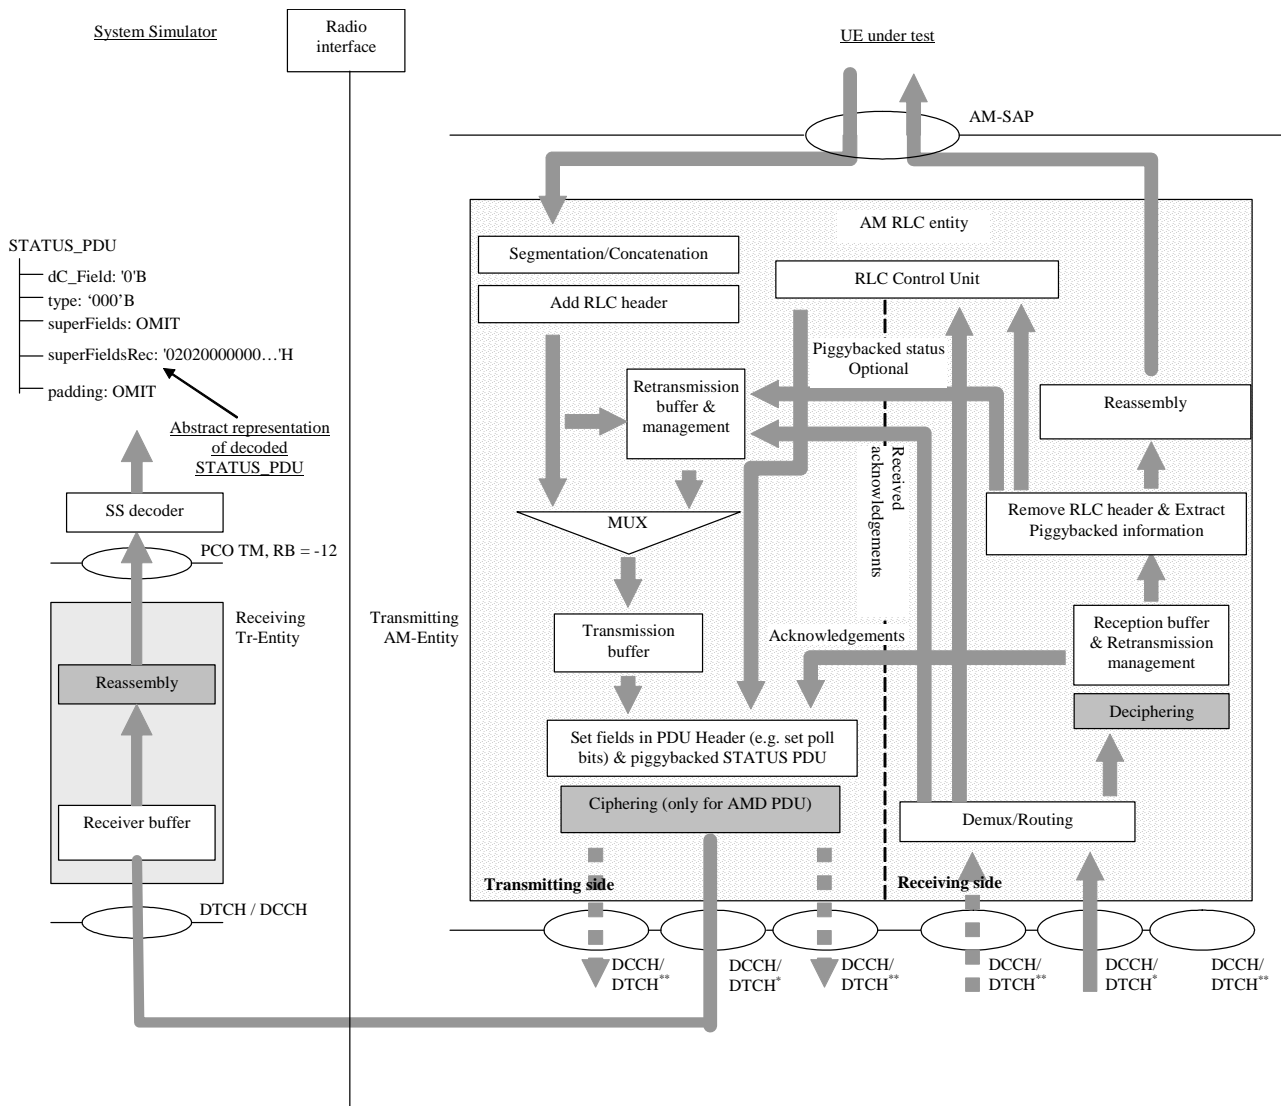 System Simulator
Radio
interface
UE under test
AM-SAP
AM RLC entity
STATUS_PDU
dC_Field: '0'B
type: ‘000’B
superFields: OMIT
superFieldsRec: '02020000000…'H
padding: OMIT
Abstract representation
of decoded
STATUS_PDU
SS decoder
PCO TM, RB = -12
Receiving
Tr-Entity
Reassembly
Receiver buffer
DTCH / DCCH
Transmitting
AM-Entity
Segmentation/Concatenation
Add RLC header
RLC Control Unit
Piggybacked status
Optional
Retransmission
buffer &
management
Reassembly
Received
acknowledgements
MUX
Remove RLC header & Extract
Piggybacked information
Transmission
buffer
Acknowledgements
Reception buffer
& Retransmission
management
Deciphering
Set fields in PDU Header (e.g. set poll
bits) & piggybacked STATUS PDU
Ciphering (only for AMD PDU)
Demux/Routing
Transmitting side
Receiving side
DCCH/
DTCH**
DCCH/
DTCH*
DCCH/
DTCH**
DCCH/
DTCH**
DCCH/
DTCH*
DCCH/
DTCH**